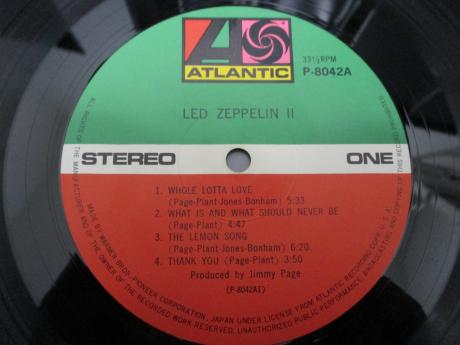 ATLANTIC
33⅓RPM
P-8042A
LED ZEPPELIN II
STEREO
ONE
1. WHOLE LOTTA LOVE
(Page-Plant-Jones-Bonham) 5:33
2. WHAT IS AND WHAT SHOULD NEVER BE
(Page-Plant) 4:47
3. THE LEMON SONG
(Page-Plant-Jones-Bonham) 6:20
4. THANK YOU (Page-Plant) 3:50
Produced by Jimmy Page
(P-8042A1)
MADE BY WARNER BROS.-PIONEER CORPORATION, JAPAN UNDER LICENSE FROM ATLANTIC RECORDING CORP. U.S.A.
ALL RIGHTS OF THE MANUFACTURER AND OF THE OWNER OF THE RECORDED WORK RESERVED. UNAUTHORIZED PUBLIC PERFORMANCE, BROADCASTING AND COPYING OF THIS RECORD PROHIBITED